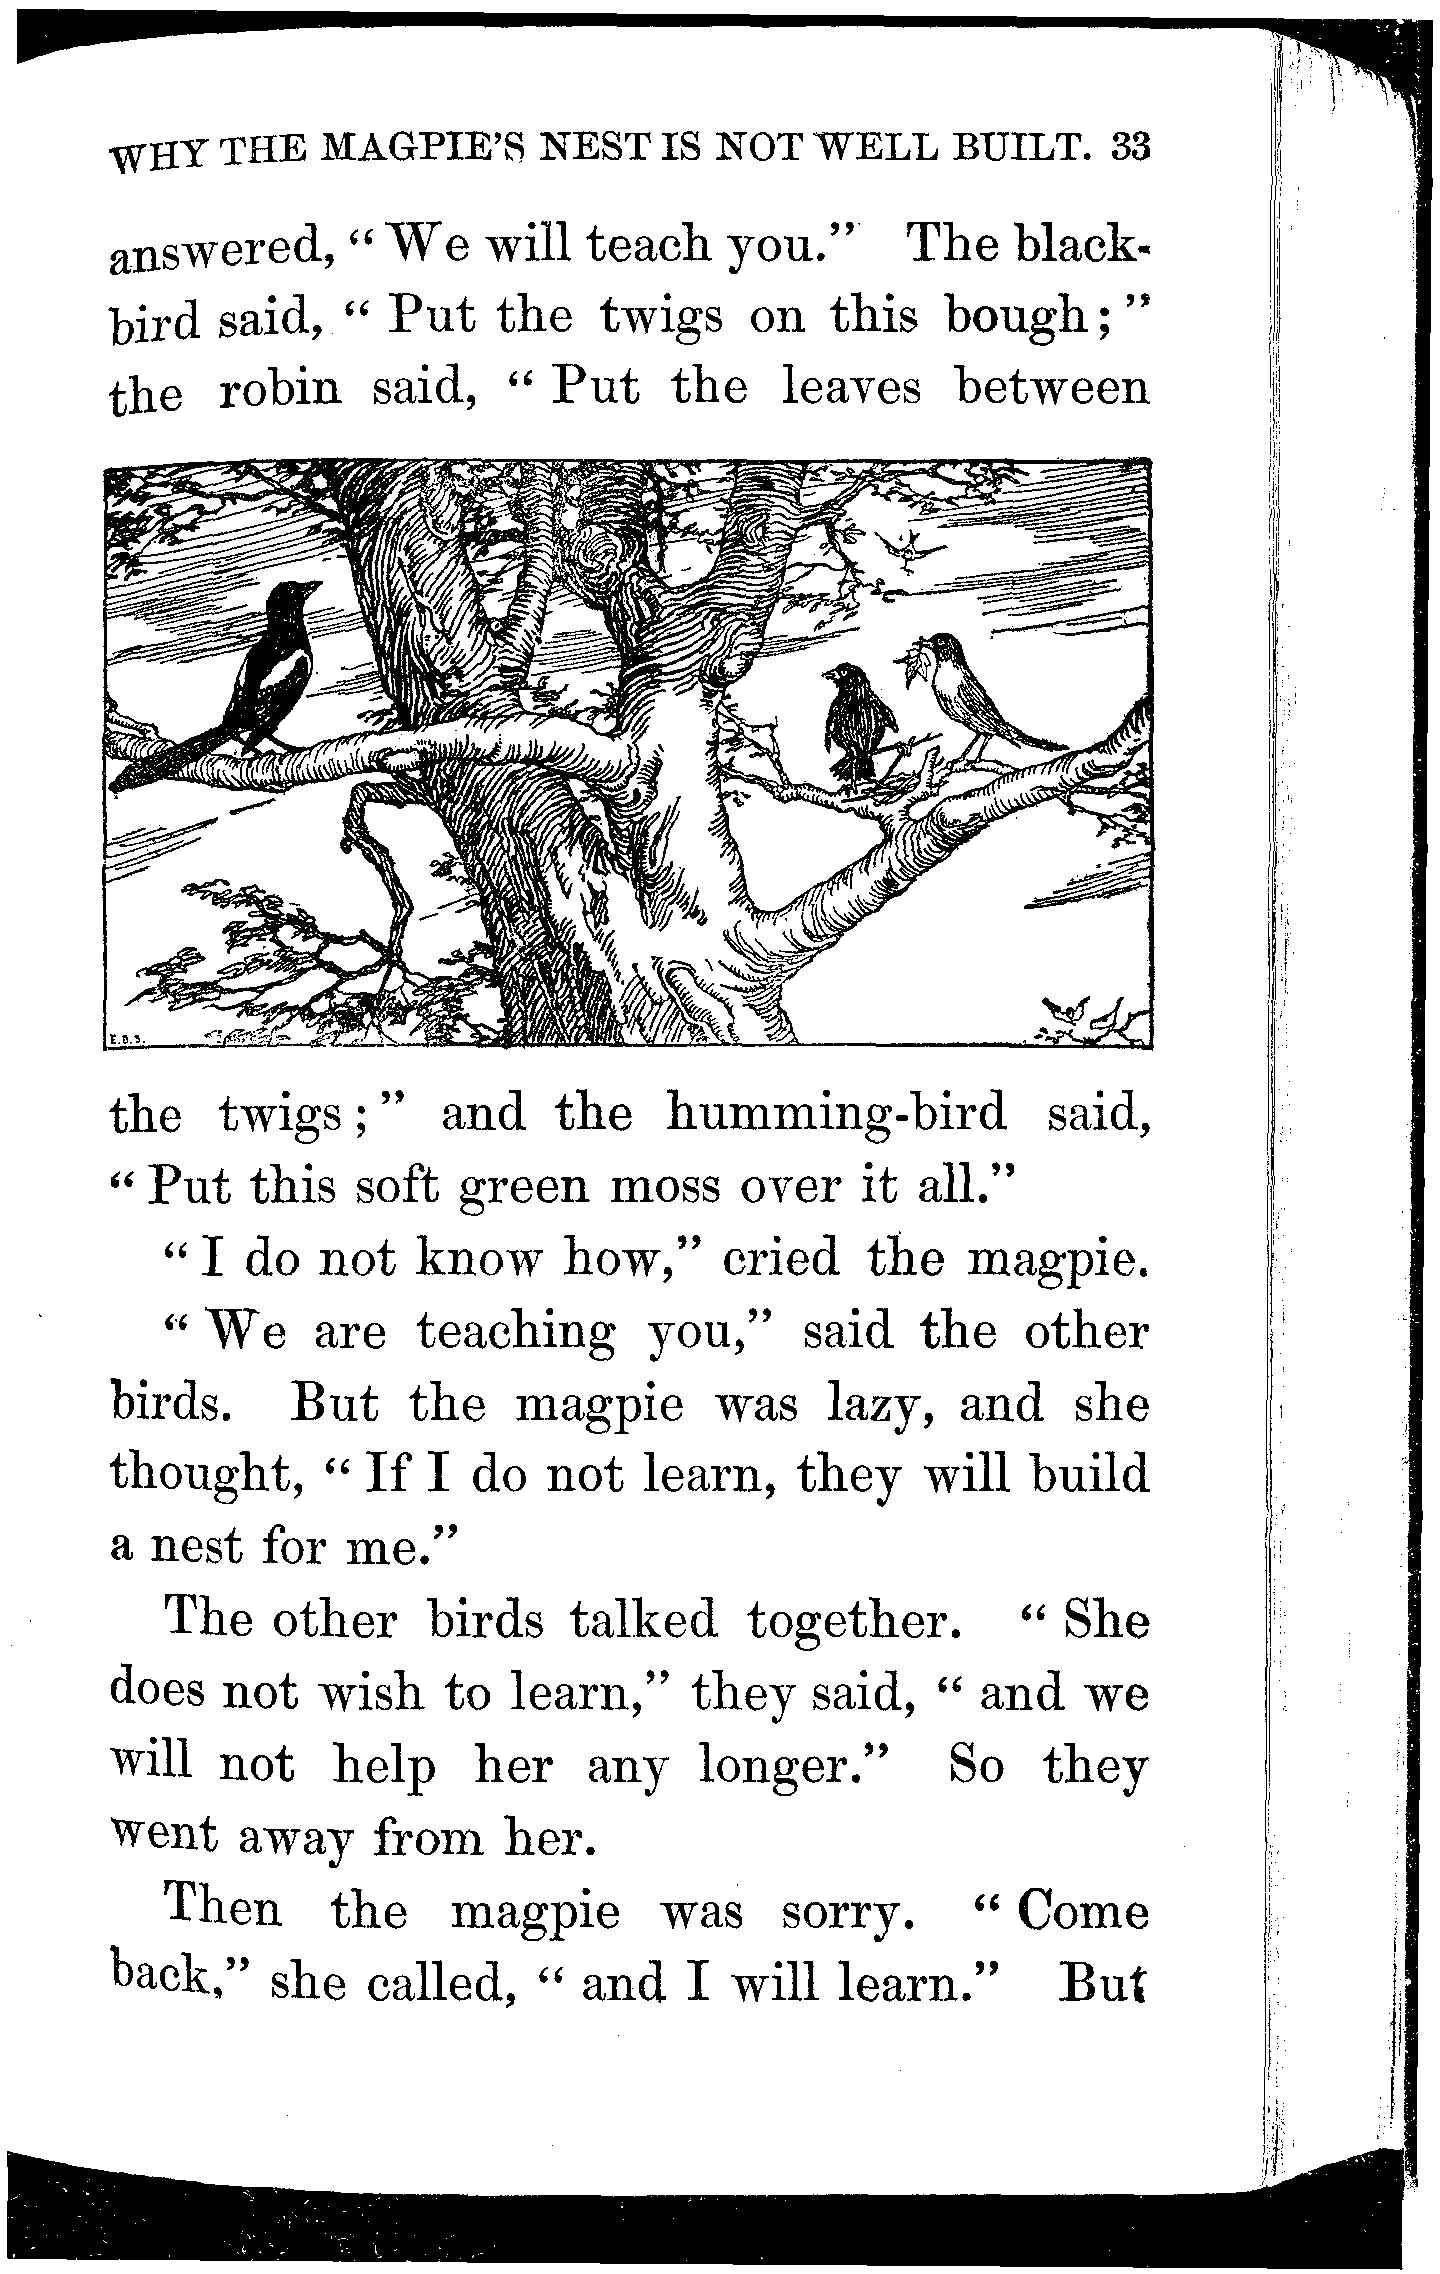 WHY THE MAGPIE'S NEST IS NOT WELL BUILT. 33
answered, “ We will teach you.” The black-
bird said, “ Put the twigs on this bough ; ”
the robin said, “ Put the leaves between
E.B.S.
the twigs ; ” and the humming-bird said,
“ Put this soft green moss over it all.”
“ I do not know how,” cried the magpie.
“ We are teaching you,” said the other
birds. But the magpie was lazy, and she
thought, “ If I do not learn, they will build
a nest for me.”
The other birds talked together. “ She
does not wish to learn,” they said, “ and we
will not help her any longer.” So they
went away from her.
Then the magpie was sorry. “ Come
back,” she called, “ and I will learn.” But